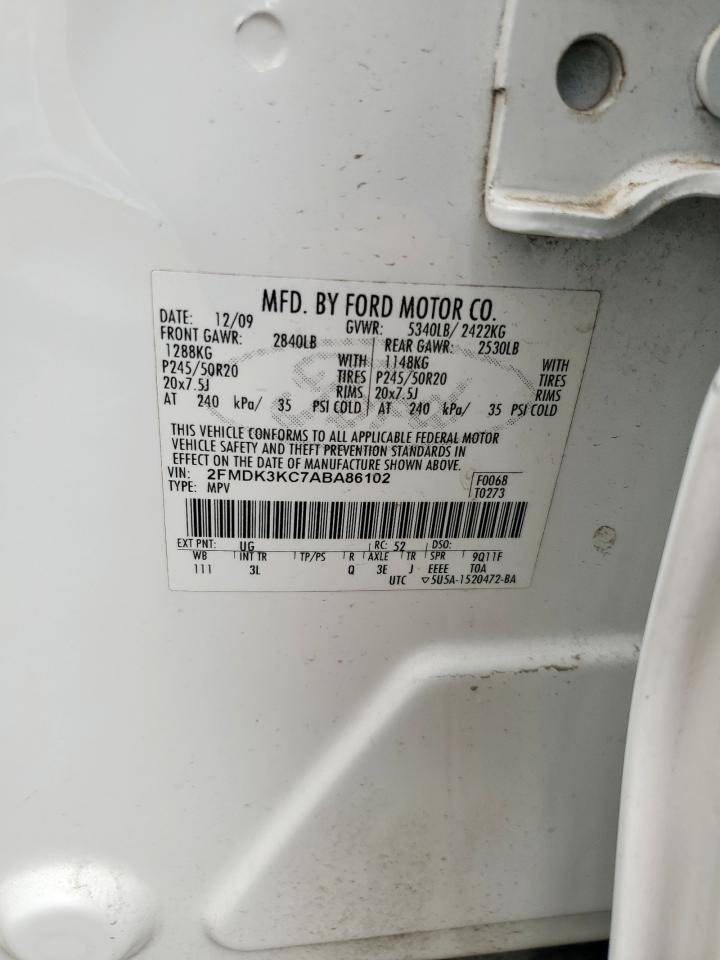 MFD. BY FORD MOTOR CO.
DATE: 12/09 GVWR: 5340LB/ 2422KG
FRONT GAWR: 2840LB REAR GAWR: 2530LB
1288KG WITH 1148KG WITH
P245/50R20 TIRES P245/50R20 TIRES
20x7.5J RIMS 20x7.5J RIMS
AT 240 kPa/ 35 PSI COLD AT 240 kPa/ 35 PSI COLD
THIS VEHICLE CONFORMS TO ALL APPLICABLE FEDERAL MOTOR
VEHICLE SAFETY AND THEFT PREVENTION STANDARDS IN
EFFECT ON THE DATE OF MANUFACTURE SHOWN ABOVE.
VIN: 2FMDK3KC7ABA86102 F0068
TYPE: MPV T0273
EXT PNT: UG RC: 52 DSO:
WB INT TR TP/PS R AXLE TR SPR 9Q11F
111 3L Q 3E J EEEE TOA
UTC ▽5U5A-1520472-BA
Ford